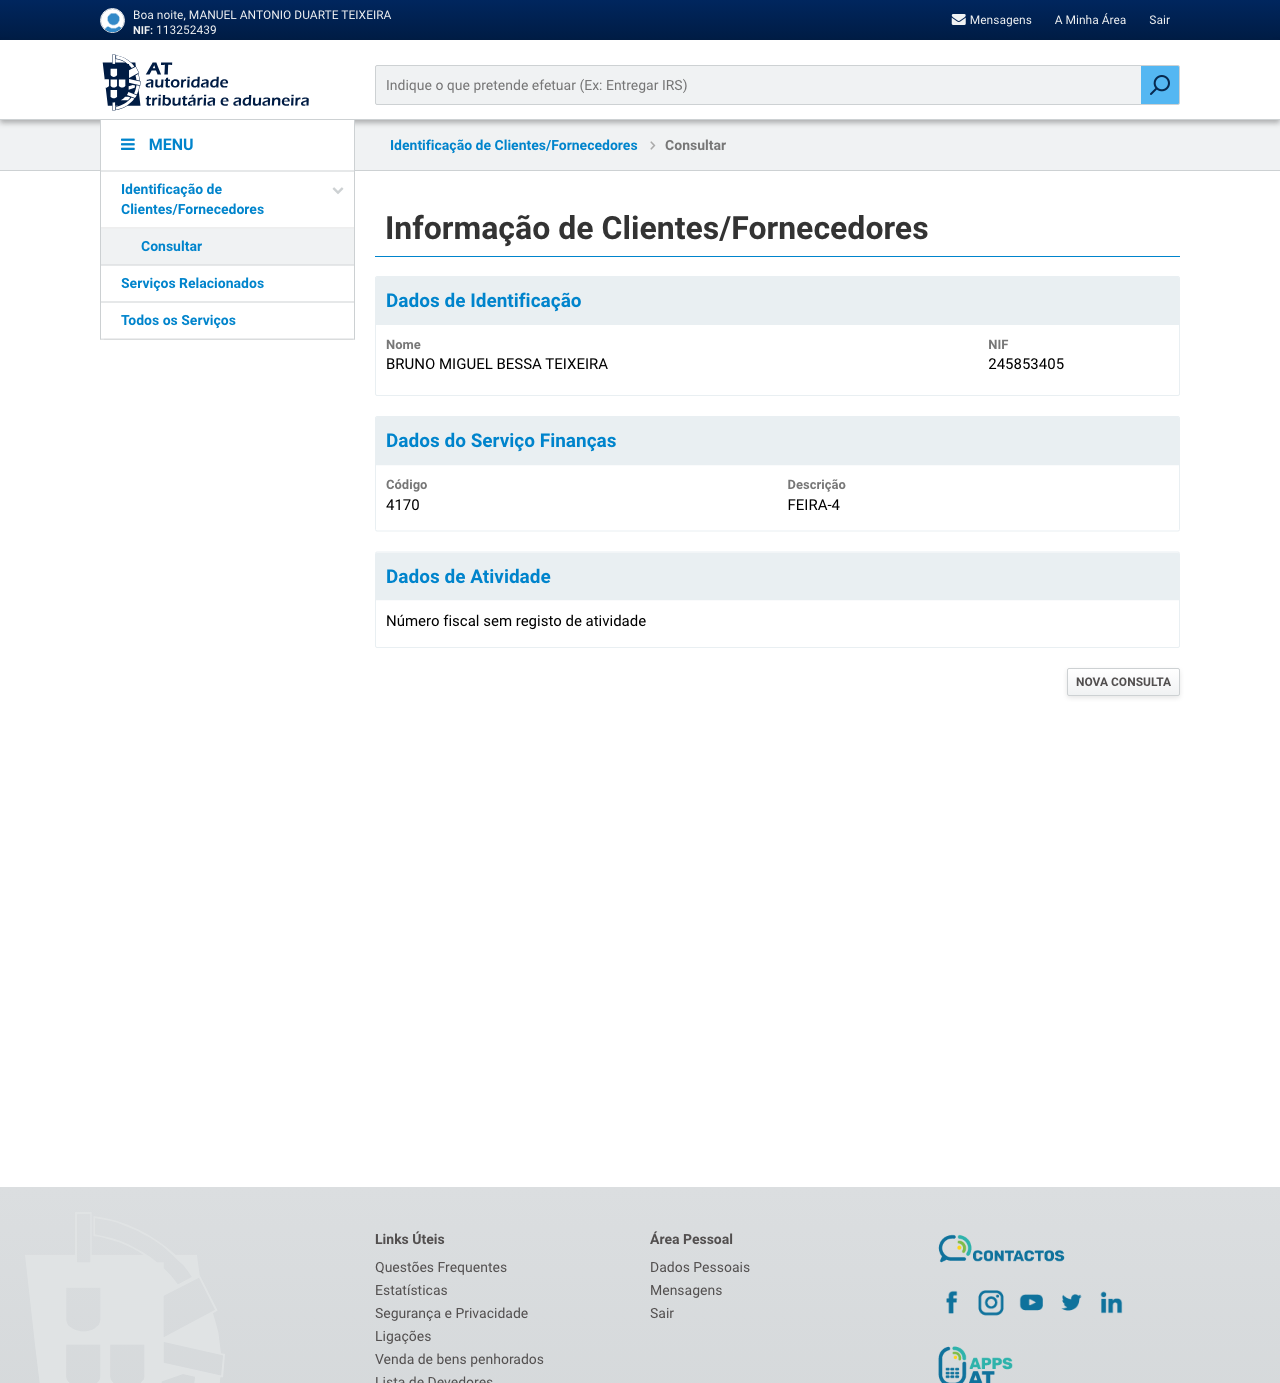 Boa noite, MANUEL ANTONIO DUARTE TEIXEIRA
NIF: 113252439
Mensagens
A Minha Área
Sair
AT
autoridade
tributária e aduaneira
Indique o que pretende efetuar (Ex: Entregar IRS)
MENU
Identificação de Clientes/Fornecedores
Consultar
Identificação de
Clientes/Fornecedores
Consultar
Serviços Relacionados
Todos os Serviços
Informação de Clientes/Fornecedores
Dados de Identificação
Nome
NIF
BRUNO MIGUEL BESSA TEIXEIRA
245853405
Dados do Serviço Finanças
Código
Descrição
4170
FEIRA-4
Dados de Atividade
Número fiscal sem registo de atividade
NOVA CONSULTA
Links Úteis
Questões Frequentes
Estatísticas
Segurança e Privacidade
Ligações
Venda de bens penhorados
Lista de Devedores
Área Pessoal
Dados Pessoais
Mensagens
Sair
CONTACTOS
APPS
AT